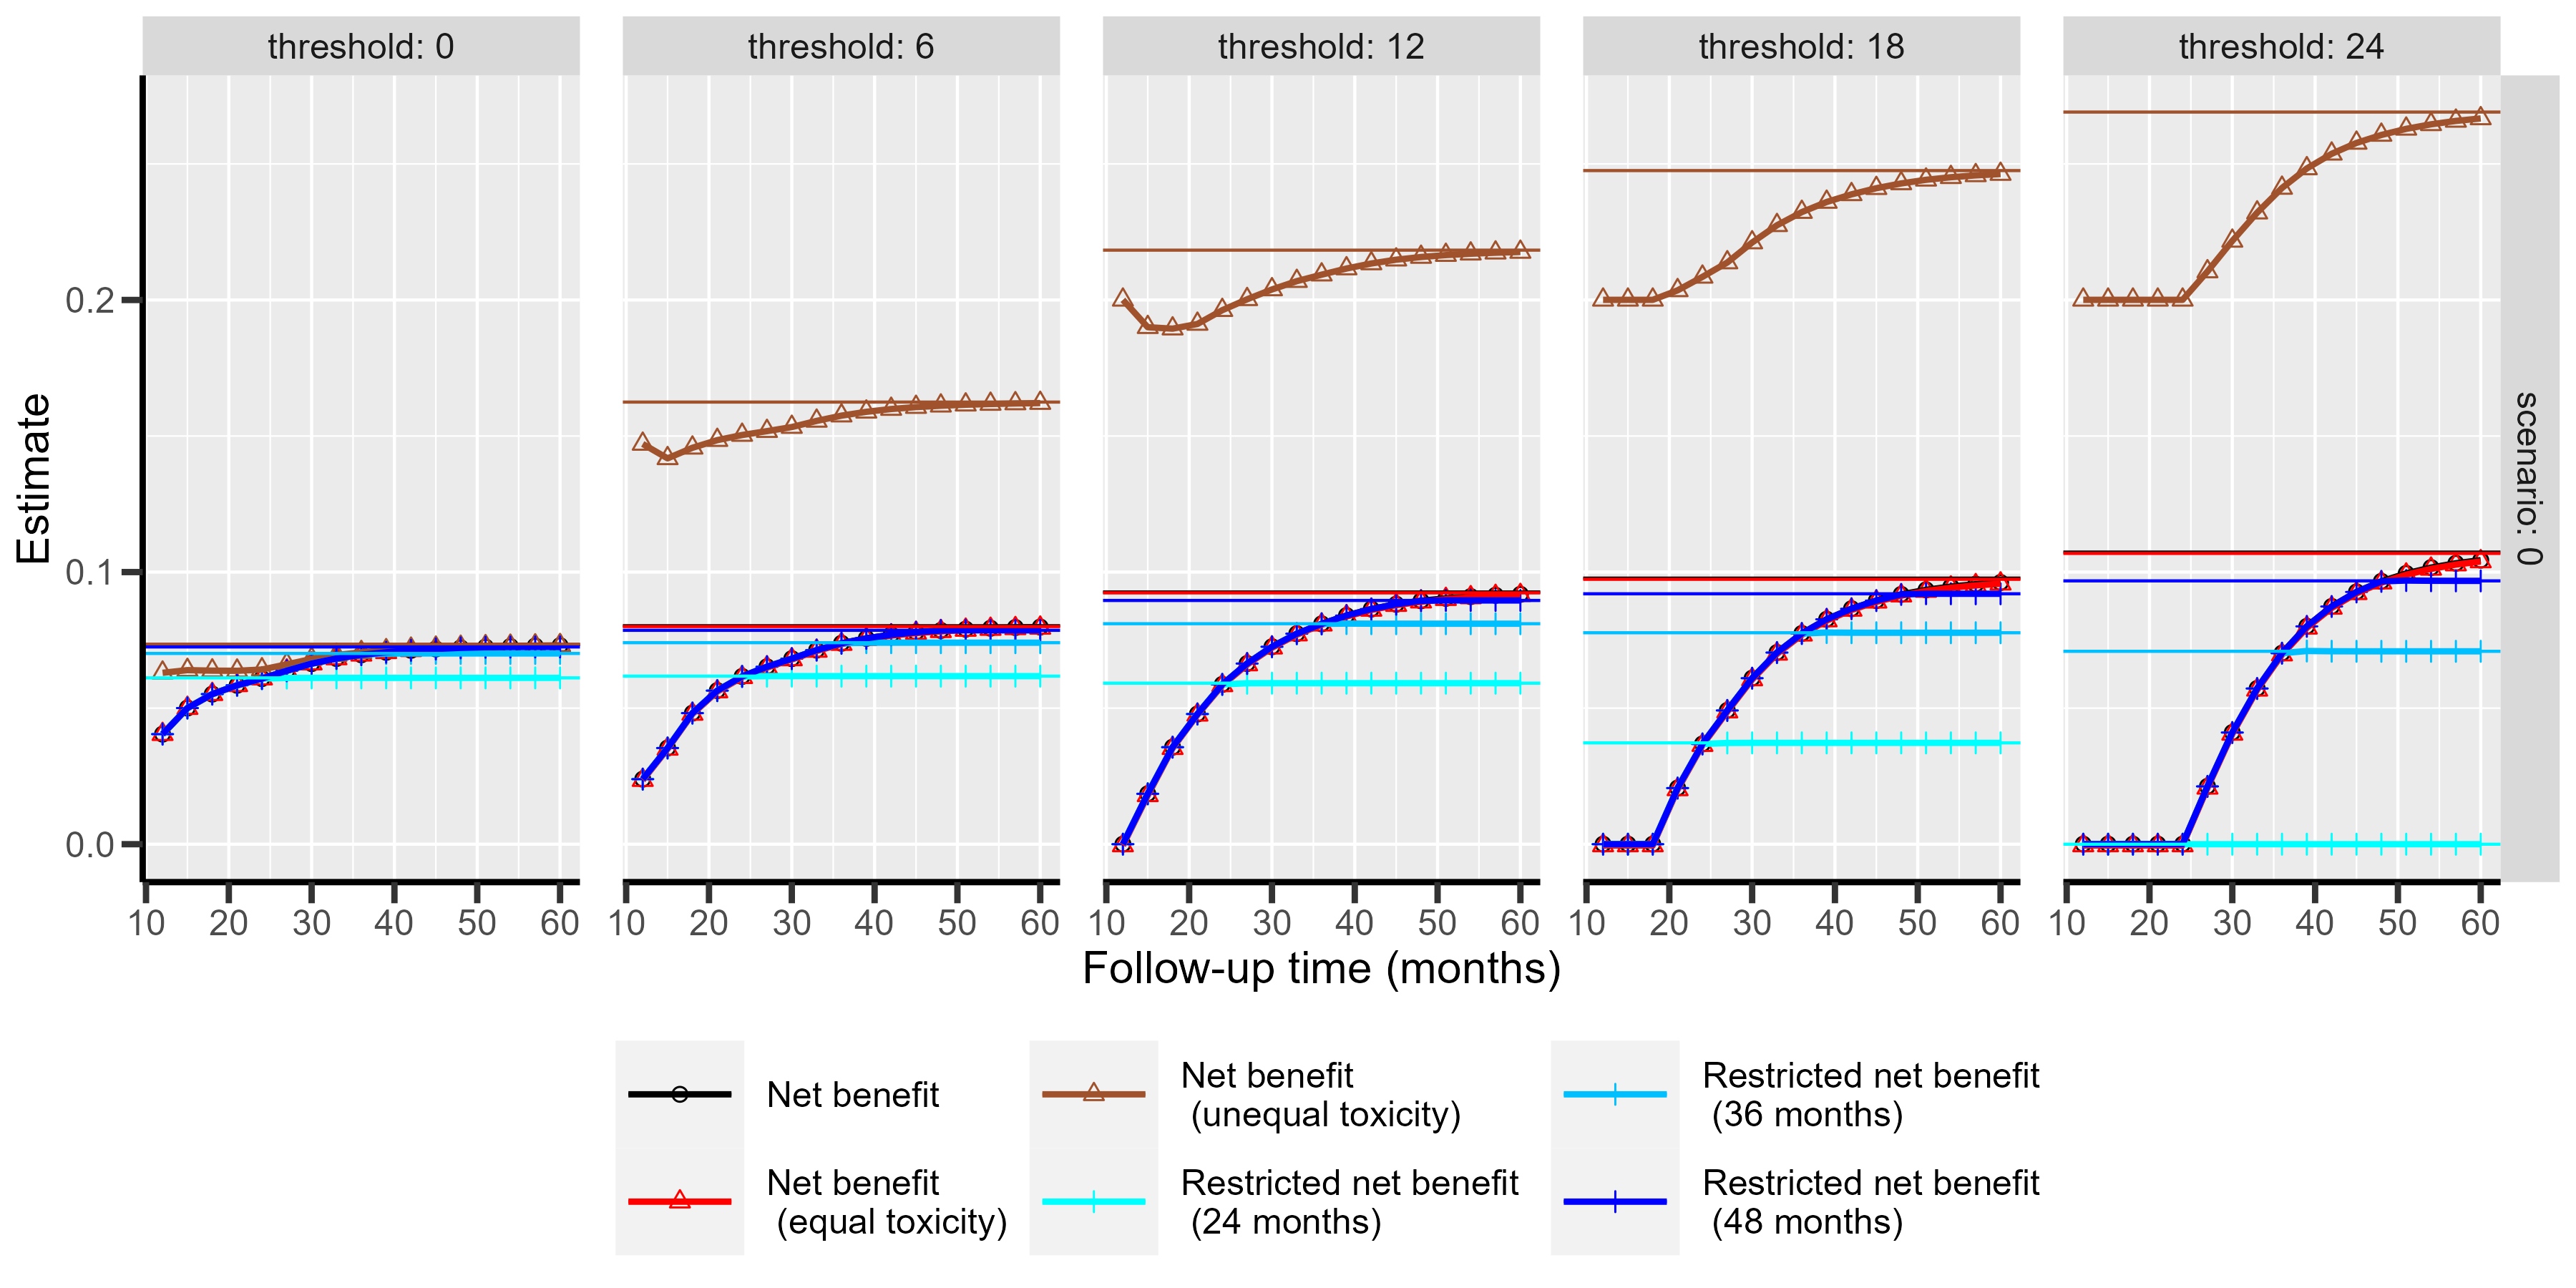 threshold: 0
threshold: 6
threshold: 12
threshold: 18
threshold: 24
scenario: 0
Estimate
0.2
0.1
0.0
10 20 30 40 50 60
10 20 30 40 50 60
10 20 30 40 50 60
10 20 30 40 50 60
10 20 30 40 50 60
Follow-up time (months)
Net benefit
Net benefit
(equal toxicity)
Net benefit
(unequal toxicity)
Restricted net benefit
(24 months)
Restricted net benefit
(36 months)
Restricted net benefit
(48 months)